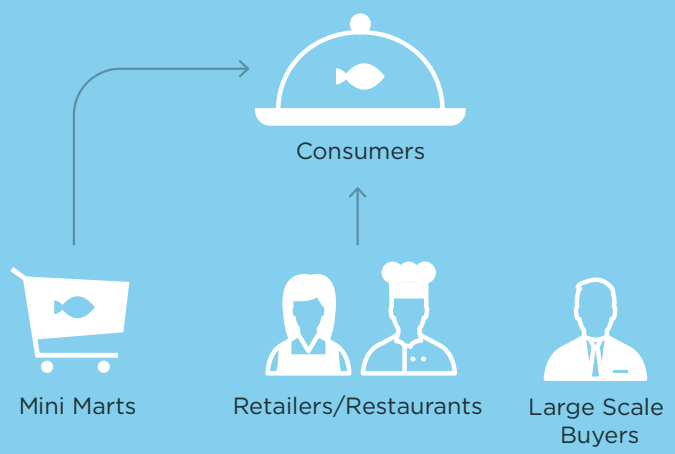 Consumers
Mini Marts
Retailers/Restaurants
Large Scale
Buyers